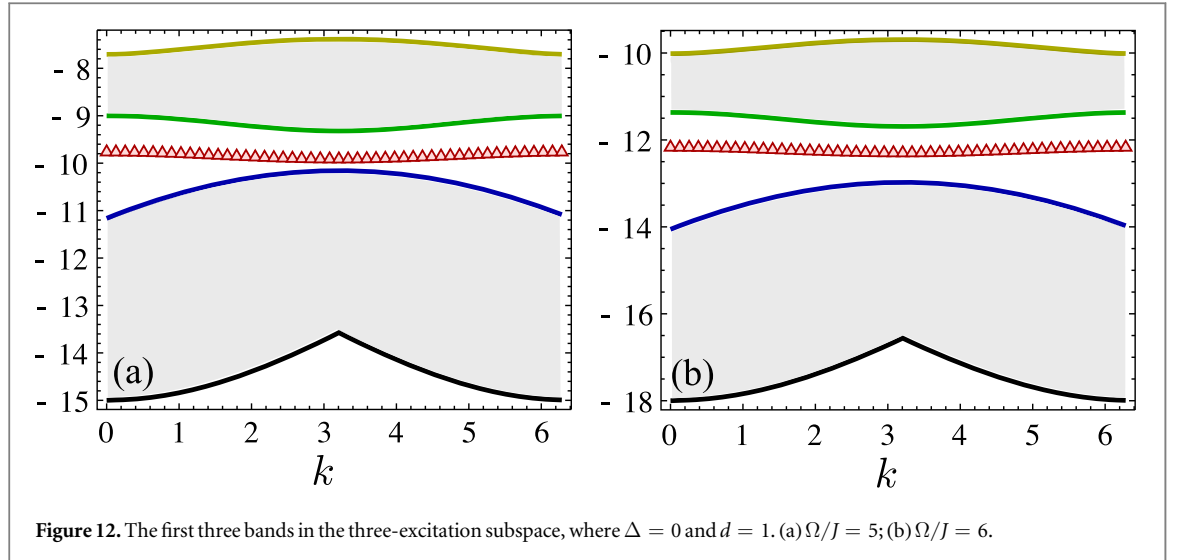 - 8
- 9
- 10
- 11
- 12
- 13
- 14
- 15
(a)
0 1 2 3 4 5 6
k
- 10
- 12
- 14
- 16
- 18
(b)
0 1 2 3 4 5 6
k
Figure 12. The first three bands in the three-excitation subspace, where Δ = 0 and d = 1. (a) Ω/J = 5; (b) Ω/J = 6.